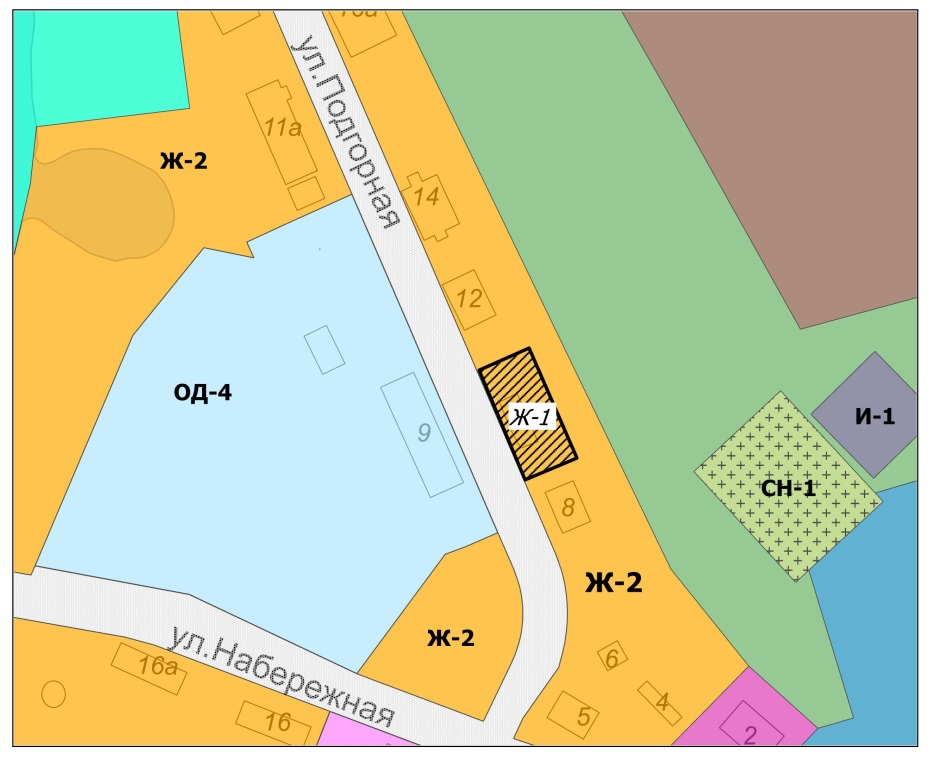 10а
ул.Подгорная
11а
Ж-2
14
12
ОД-4
Ж-1
И-1
9
СН-1
8
Ж-2
Ж-2
ул.Набережная
6
16а
4
5
16
2